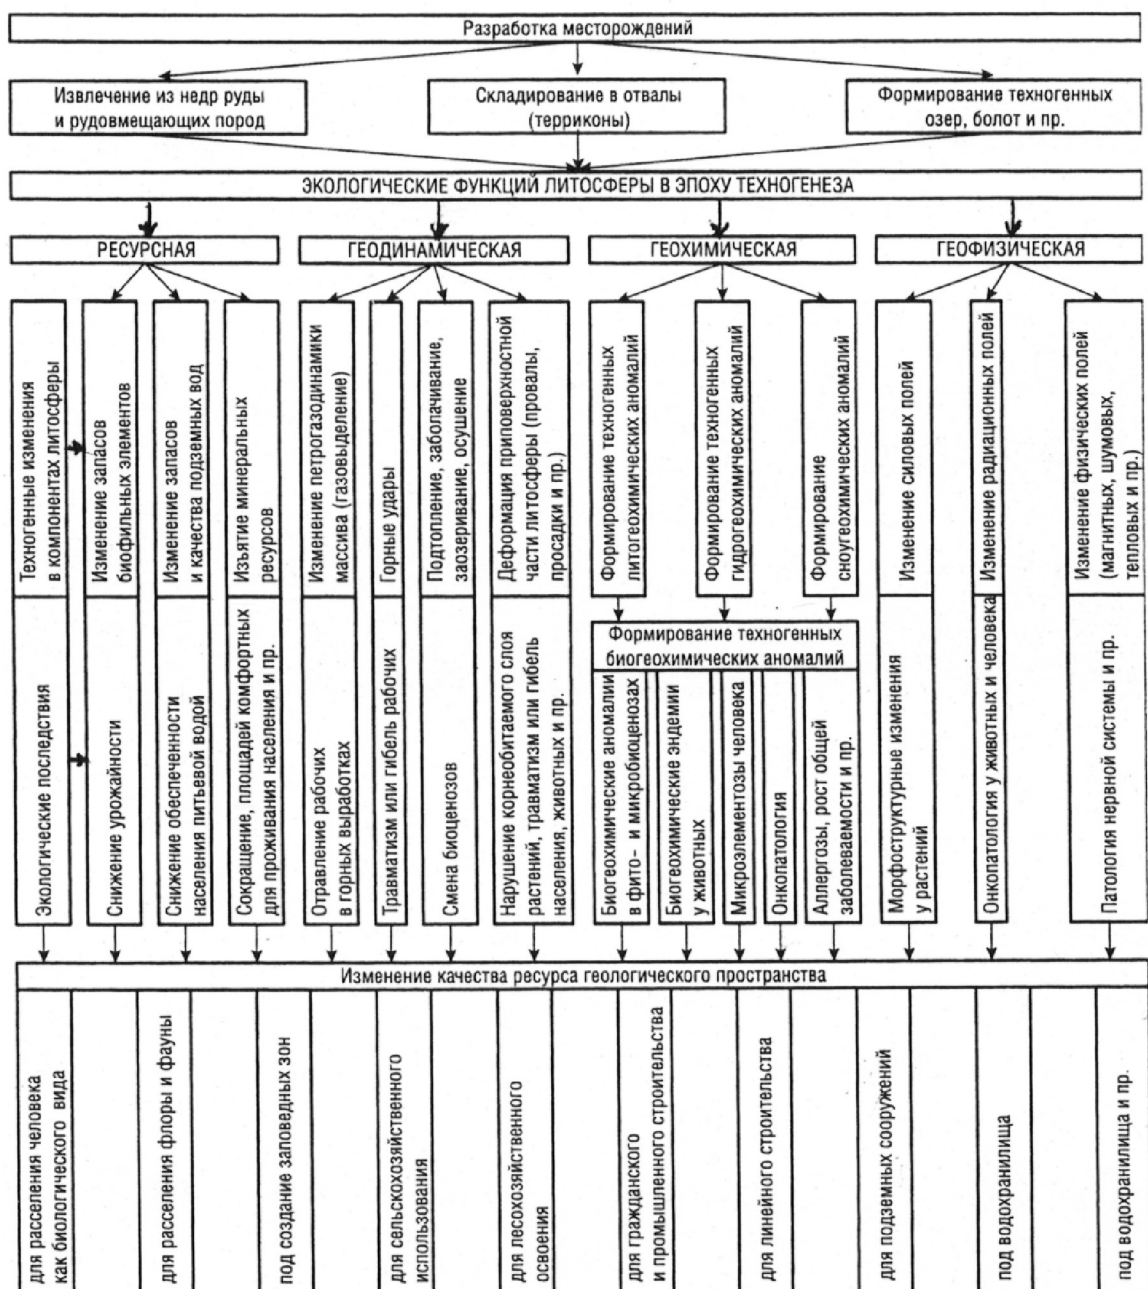 Разработка месторождений
Извлечение из недр руды
и рудовмещающих пород
Складирование в отвалы
(терриконы)
Формирование техногенных
озер, болот и пр.
ЭКОЛОГИЧЕСКИЕ ФУНКЦИЙ ЛИТОСФЕРЫ В ЭПОХУ ТЕХНОГЕНЕЗА
РЕСУРСНАЯ
ГЕОДИНАМИЧЕСКАЯ
ГЕОХИМИЧЕСКАЯ
ГЕОФИЗИЧЕСКАЯ
Техногенные изменения
в компонентах литосферы
Изменение запасов
биофильных элементов
Изменение запасов
и качества подземных вод
Изъятие минеральных
ресурсов
Изменение петрогазодинамики
массива (газовыделение)
Горные удары
Подтопление, заболачивание,
заозеривание, осушение
Деформация приповерхностной
части литосферы (провалы,
просадки и пр.)
Формирование техногенных
литогеохимических аномалий
Формирование техногенных
гидрогеохимических аномалий
Формирование
сноугеохимических аномалий
Изменение силовых полей
Изменение радиационных полей
Изменение физических полей
(магнитных, шумовых,
тепловых и пр.)
Формирование техногенных
биогеохимических аномалий
Экологические последствия
Снижение урожайности
Снижение обеспеченности
населения питьевой водой
Сокращение, площадей комфортных
для проживания населения и пр.
Отравление рабочих
в горных выработках
Травматизм или гибель рабочих
Смена биоценозов
Нарушение корнеобитаемого слоя
растений, травматизм или гибель
населения, животных и пр.
Биогеохимические аномалии
в фито- и микробиоценозах
Биогеохимические эндемии
у животных
Микроэлементозы человека
Онкопатология
Аллергозы, рост общей
заболеваемости и пр.
Морфоструктурные изменения
у растений
Онкопатология у животных и человека
Патология нервной системы и пр.
Изменение качества ресурса геологического пространства
для расселения человека
как биологического вида
для расселения флоры и фауны
под создание заповедных зон
для сельскохозяйственного
использования
для лесохозяйственного
освоения
для гражданского
и промышленного строительства
для линейного строительства
для подземных сооружений
под водохранилища
под водохранилища и пр.